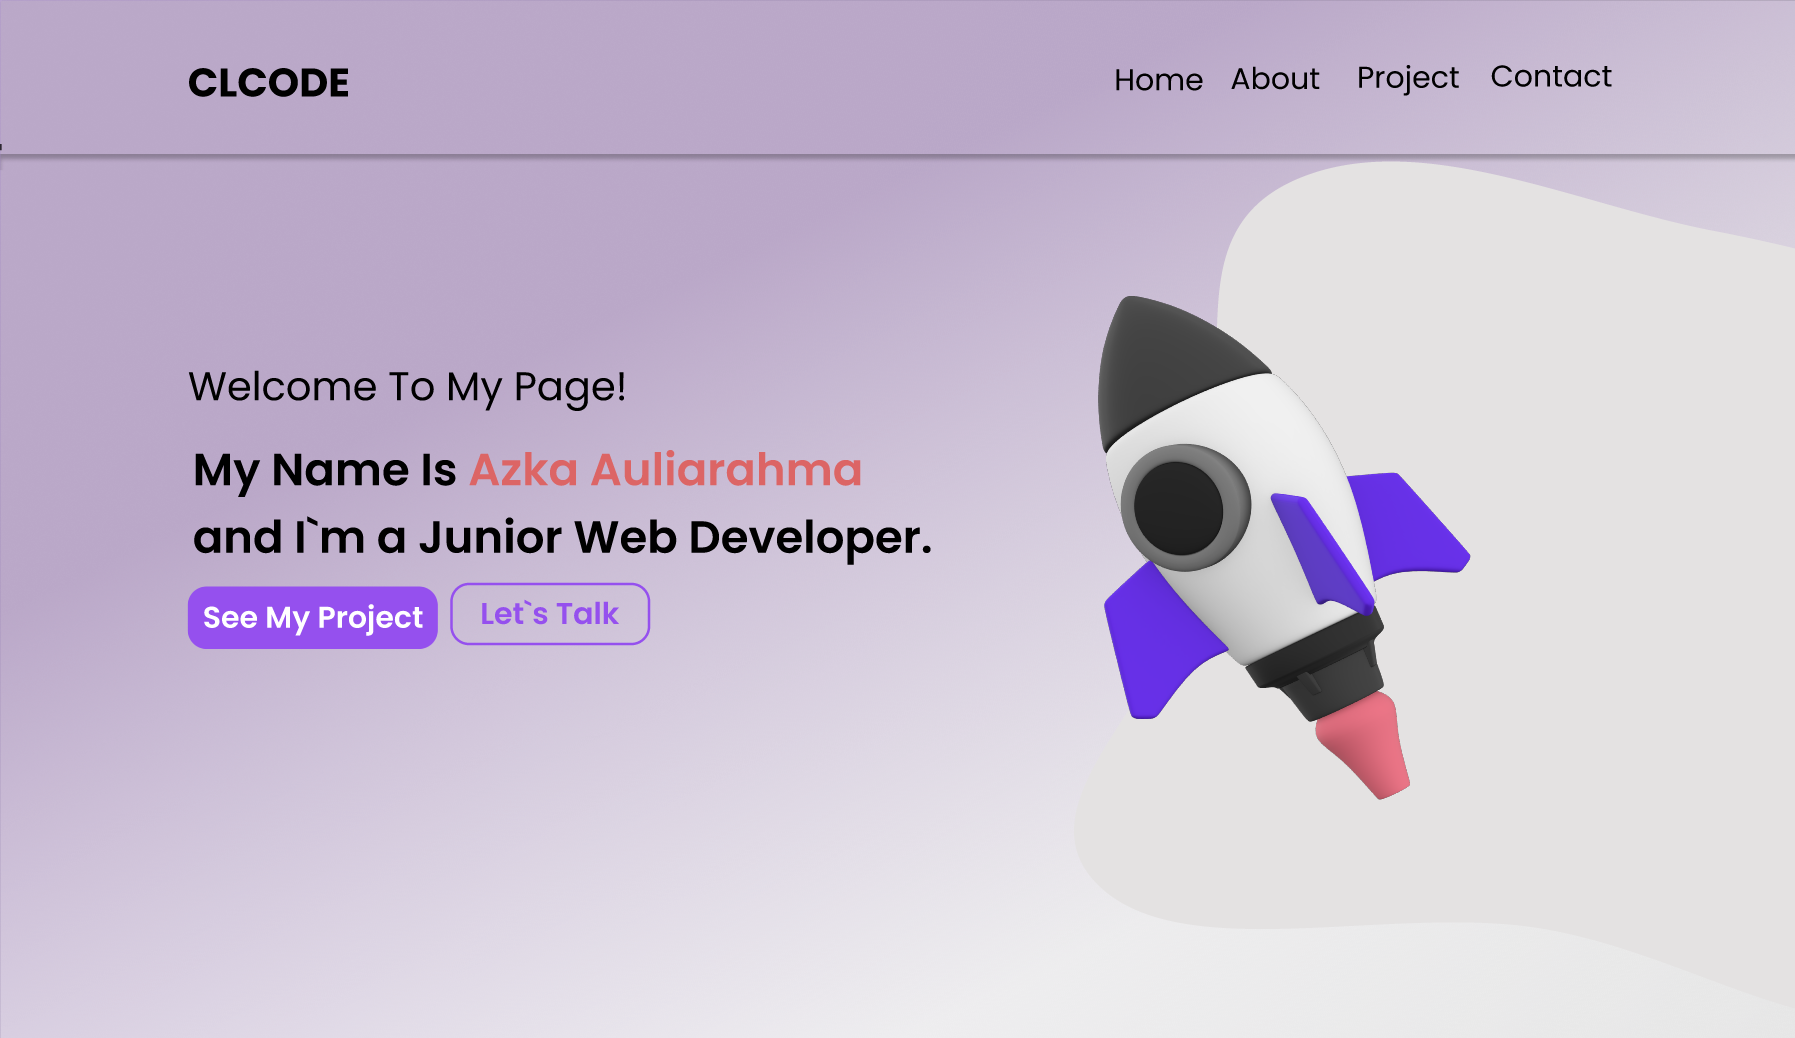 CLCODE
Home About Project Contact
Welcome To My Page!
My Name Is Azka Auliarahma
and I`m a Junior Web Developer.
See My Project
Let`s Talk